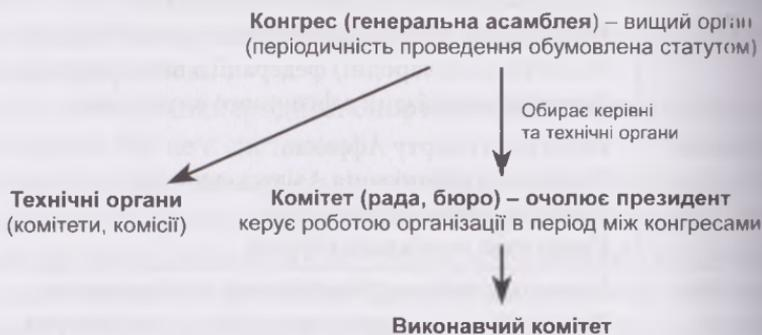 Конгрес (генеральна асамблея) – вищий орган
(періодичність проведення обумовлена статутом)
Обирає керівні
та технічні органи
Технічні органи
(комітети, комісії)
Комітет (рада, бюро) – очолює президент
керує роботою організації в період між конгресами
Виконавчий комітет